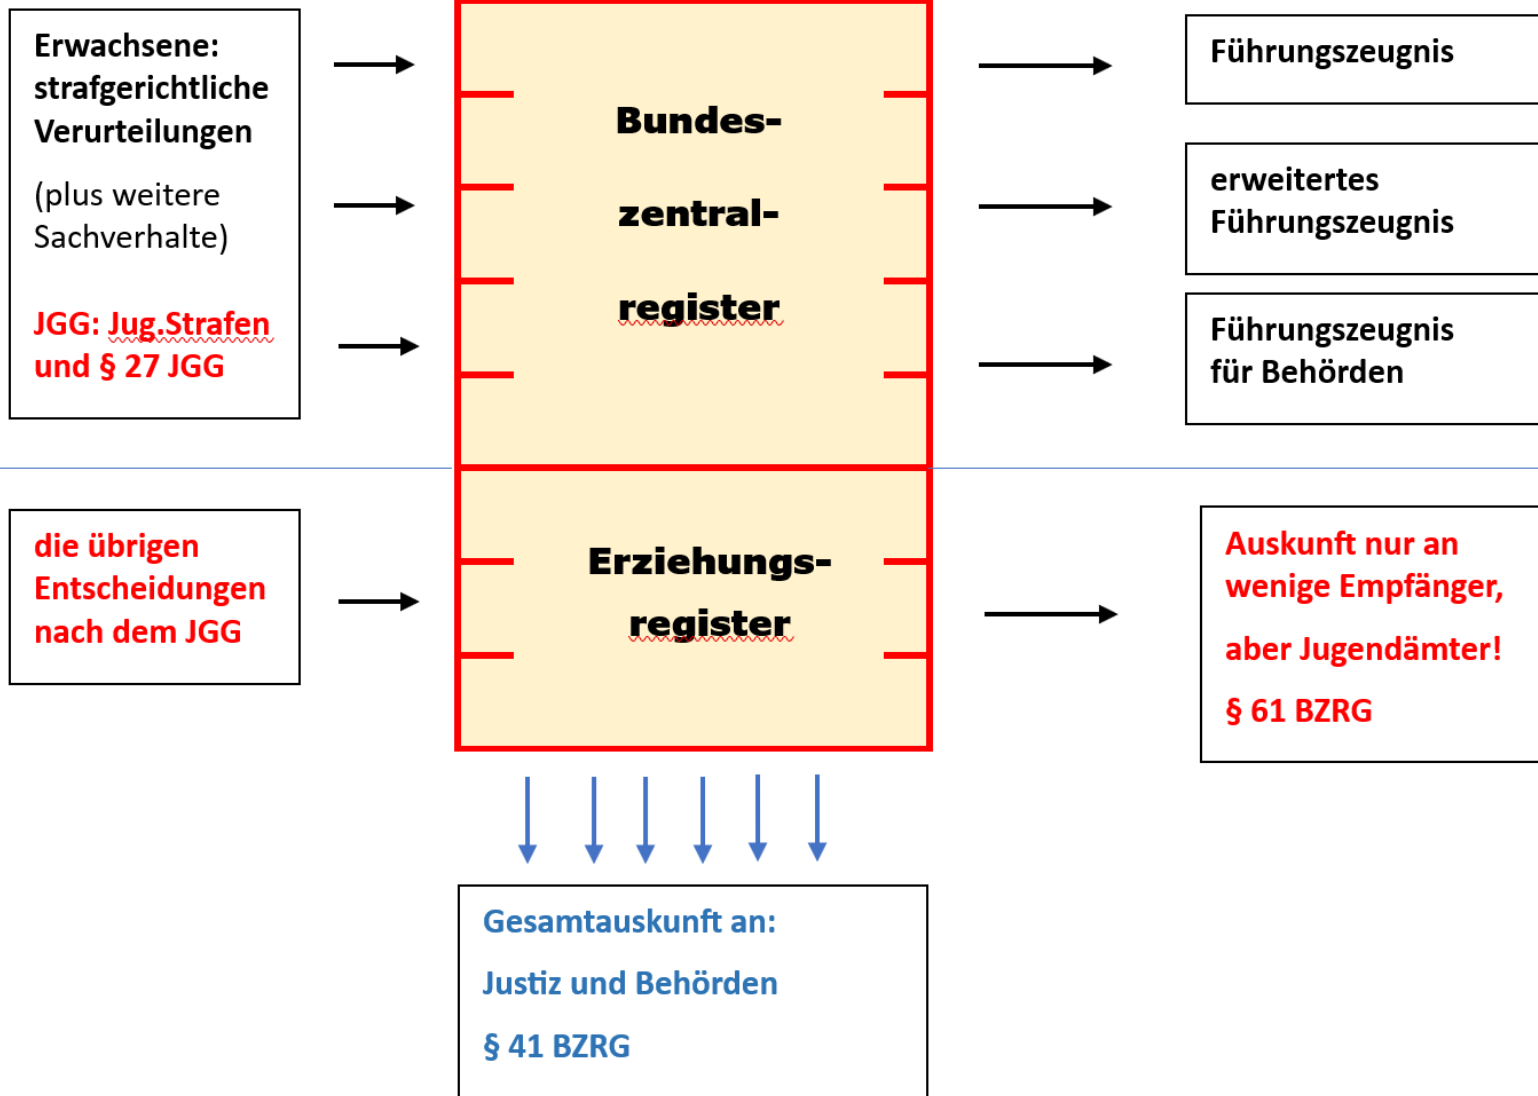 Erwachsene:
strafgerichtliche
Verurteilungen
(plus weitere
Sachverhalte)
JGG: Jug.Strafen
und § 27 JGG
Bundes-
zentral-
register
Führungszeugnis
erweitertes
Führungszeugnis
Führungszeugnis
für Behörden
die übrigen
Entscheidungen
nach dem JGG
Erziehungs-
register
Auskunft nur an
wenige Empfänger,
aber Jugendämter!
§ 61 BZRG
Gesamtauskunft an:
Justiz und Behörden
§ 41 BZRG